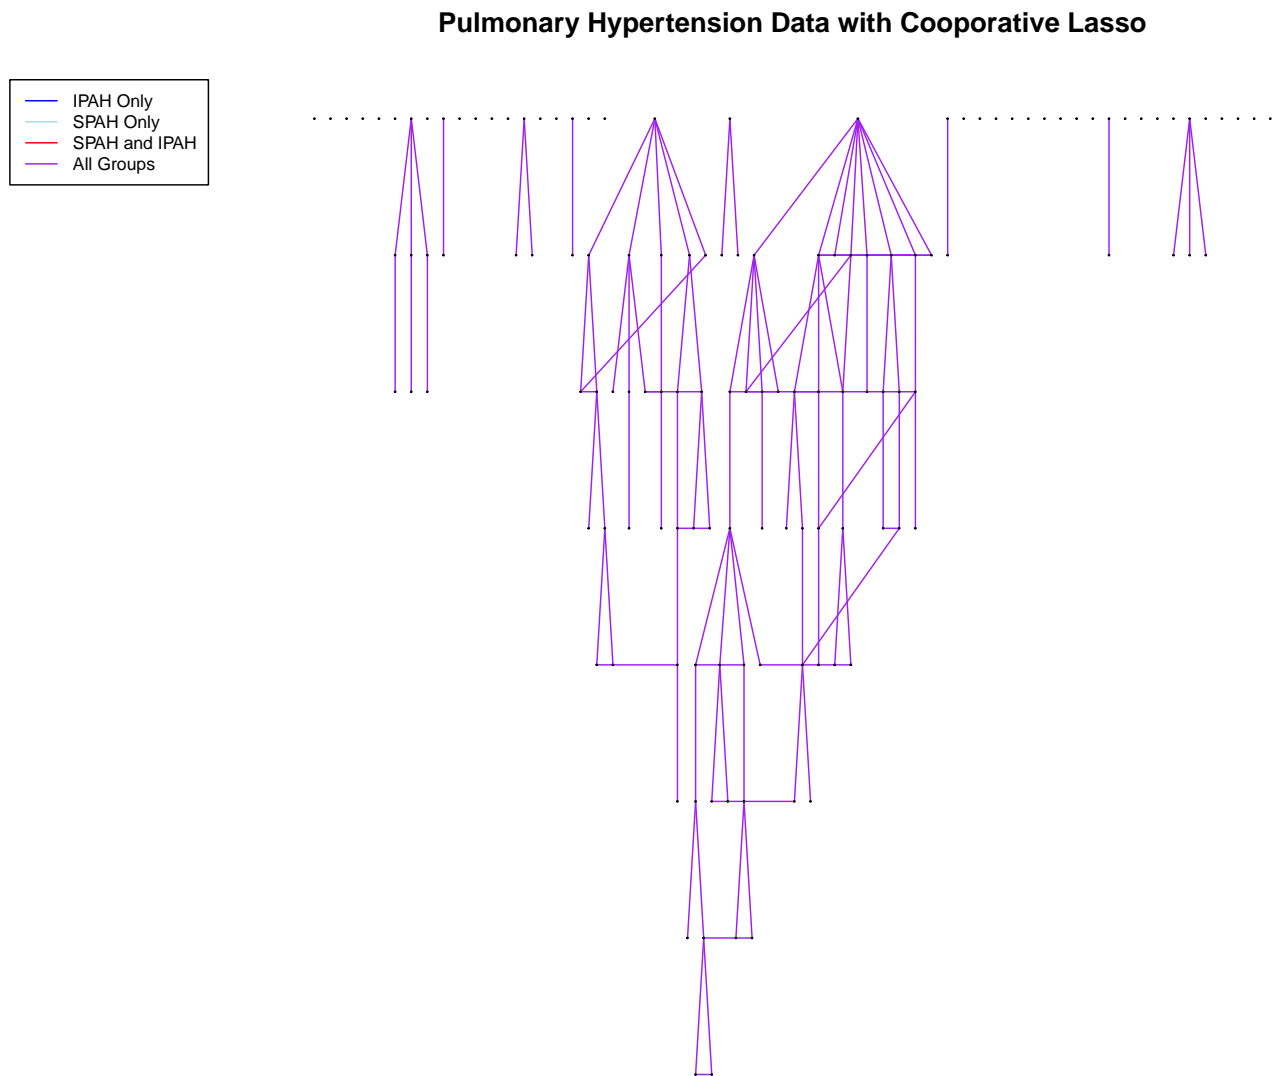 Pulmonary Hypertension Data with Cooporative Lasso
IPAH Only
SPAH Only
SPAH and IPAH
All Groups